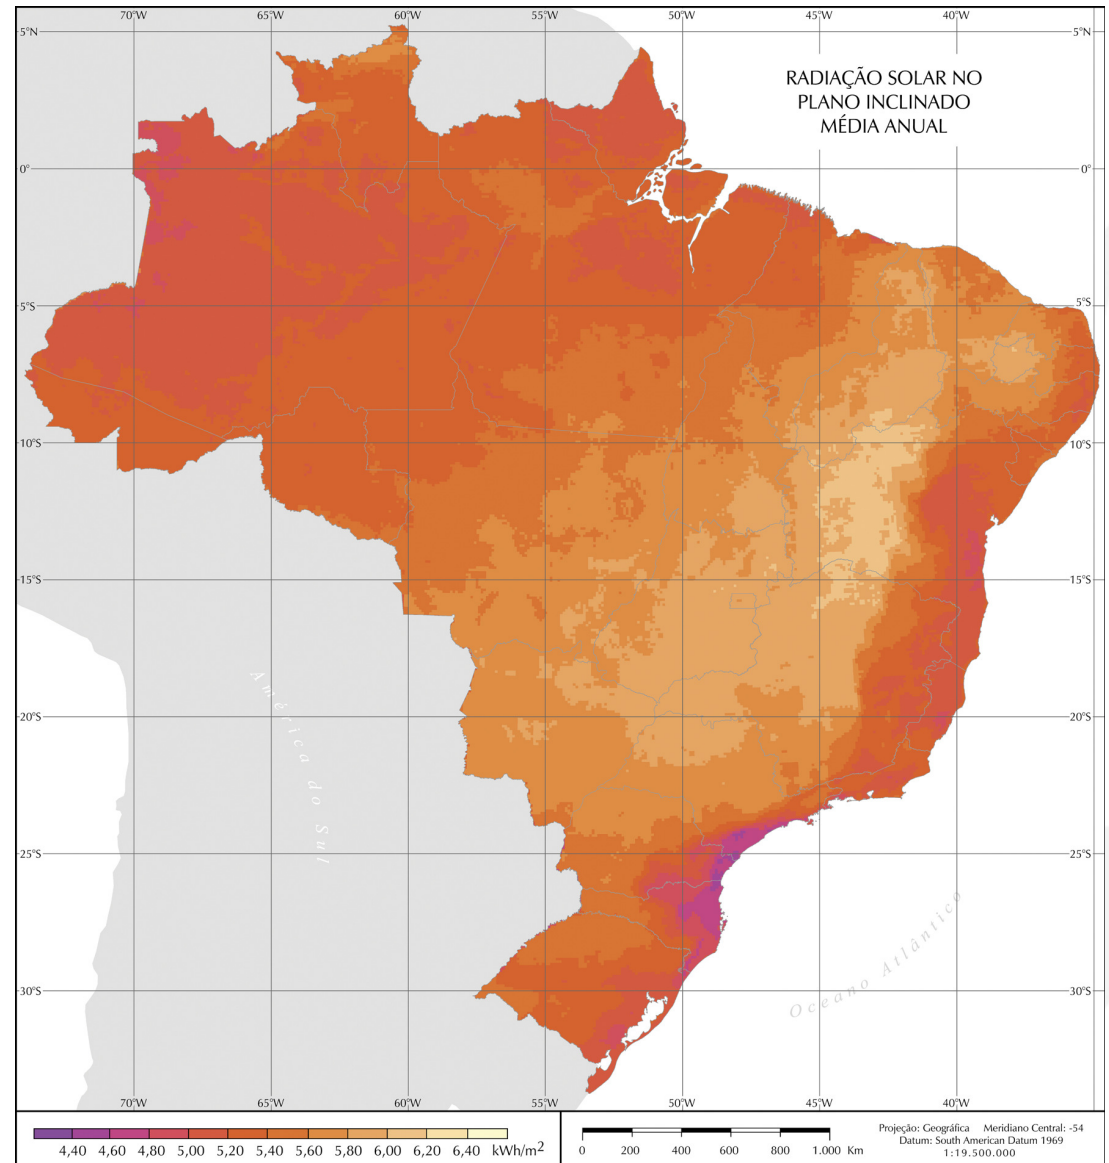 70°W 65°W 60°W 55°W 50°W 45°W 40°W
5°N 5°N
RADIAÇÃO SOLAR NO
PLANO INCLINADO
MÉDIA ANUAL
0° 0°
5°S 5°S
10°S 10°S
15°S 15°S
América do Sul
20°S 20°S
25°S 25°S
Oceano Atlântico
30°S 30°S
70°W 65°W 60°W 55°W 50°W 45°W 40°W
4,40 4,60 4,80 5,00 5,20 5,40 5,60 5,80 6,00 6,20 6,40 kWh/m²
0 200 400 600 800 1.000 Km
Projeção: Geográfica Meridiano Central: -54
Datum: South American Datum 1969
1:19.500.000